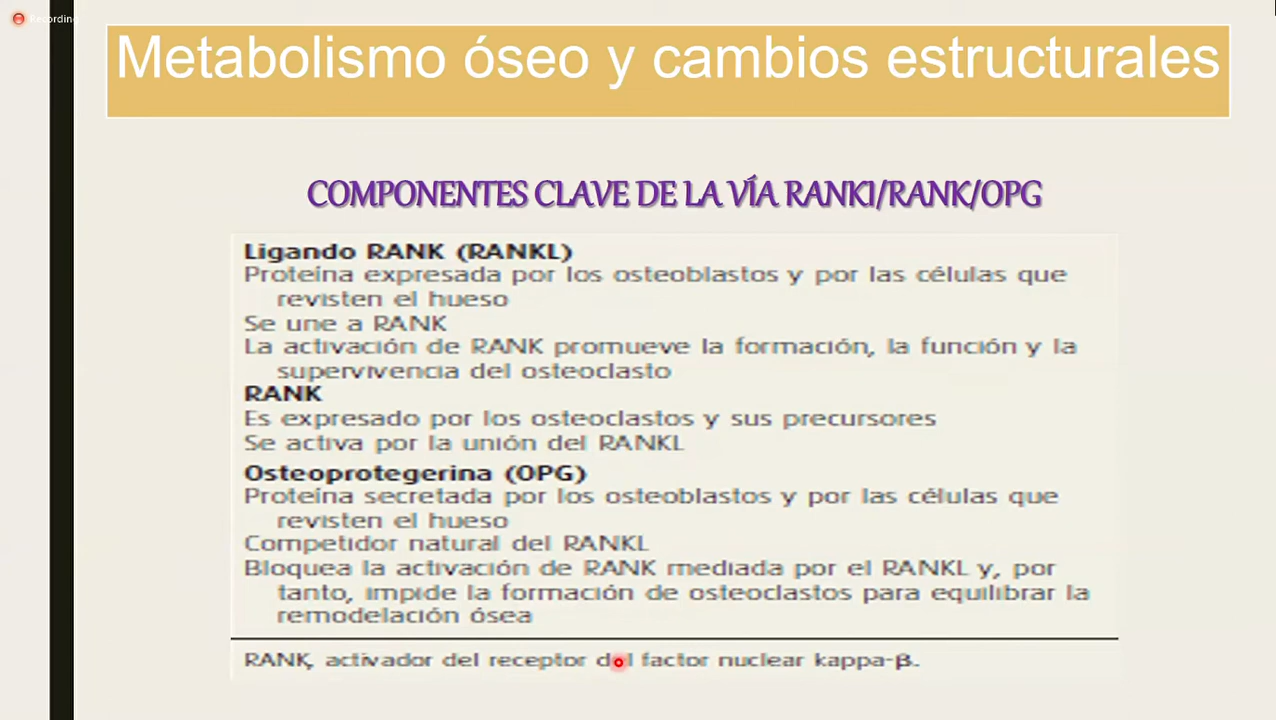 Recording
Metabolismo óseo y cambios estructurales
COMPONENTES CLAVE DE LA VÍA RANKI/RANK/OPG
Ligando RANK (RANKL)
Proteína expresada por los osteoblastos y por las células que
revisten el hueso
Se une a RANK
La activación de RANK promueve la formación, la función y la
supervivencia del osteoclasto
RANK
Es expresado por los osteoclastos y sus precursores
Se activa por la unión del RANKL
Osteoprotegerina (OPG)
Proteína secretada por los osteoblastos y por las células que
revisten el hueso
Competidor natural del RANKL
Bloquea la activación de RANK mediada por el RANKL y, por
tanto, impide la formación de osteoclastos para equilibrar la
remodelación ósea
RANK, activador del receptor del factor nuclear kappa-β.